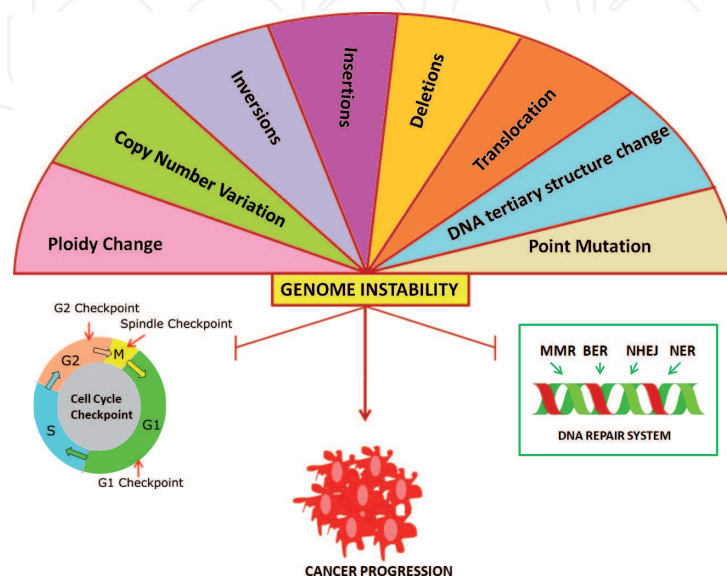 Ploidy Change
Copy Number Variation
Inversions
Insertions
Deletions
Translocation
DNA tertiary structure change
Point Mutation
GENOME INSTABILITY
G2 Checkpoint
Spindle Checkpoint
G2
M
Cell Cycle
Checkpoint
S
G1
G1 Checkpoint
MMR BER NHEJ NER
DNA REPAIR SYSTEM
CANCER PROGRESSION